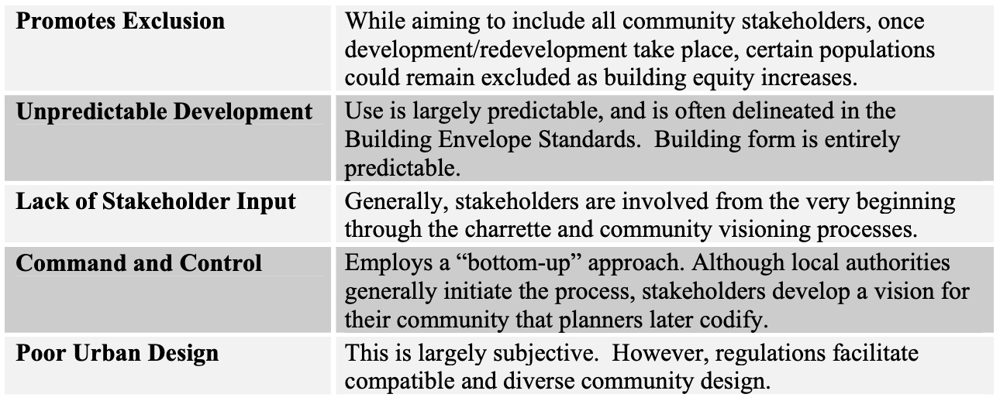 Promotes Exclusion
While aiming to include all community stakeholders, once
development/redevelopment take place, certain populations
could remain excluded as building equity increases.
Unpredictable Development
Use is largely predictable, and is often delineated in the
Building Envelope Standards.  Building form is entirely
predictable.
Lack of Stakeholder Input
Generally, stakeholders are involved from the very beginning
through the charrette and community visioning processes.
Command and Control
Employs a “bottom-up” approach. Although local authorities
generally initiate the process, stakeholders develop a vision for
their community that planners later codify.
Poor Urban Design
This is largely subjective.  However, regulations facilitate
compatible and diverse community design.